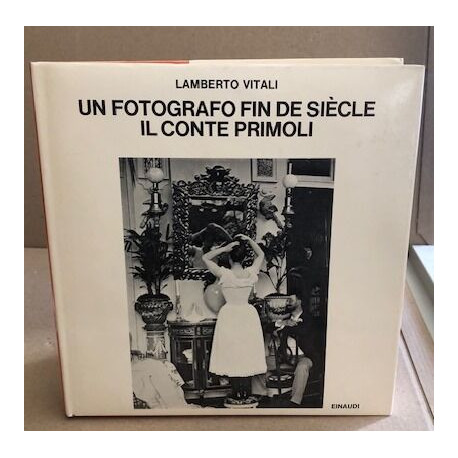 LAMBERTO VITALI
UN FOTOGRAFO FIN DE SIÈCLE
IL CONTE PRIMOLI
EINAUDI